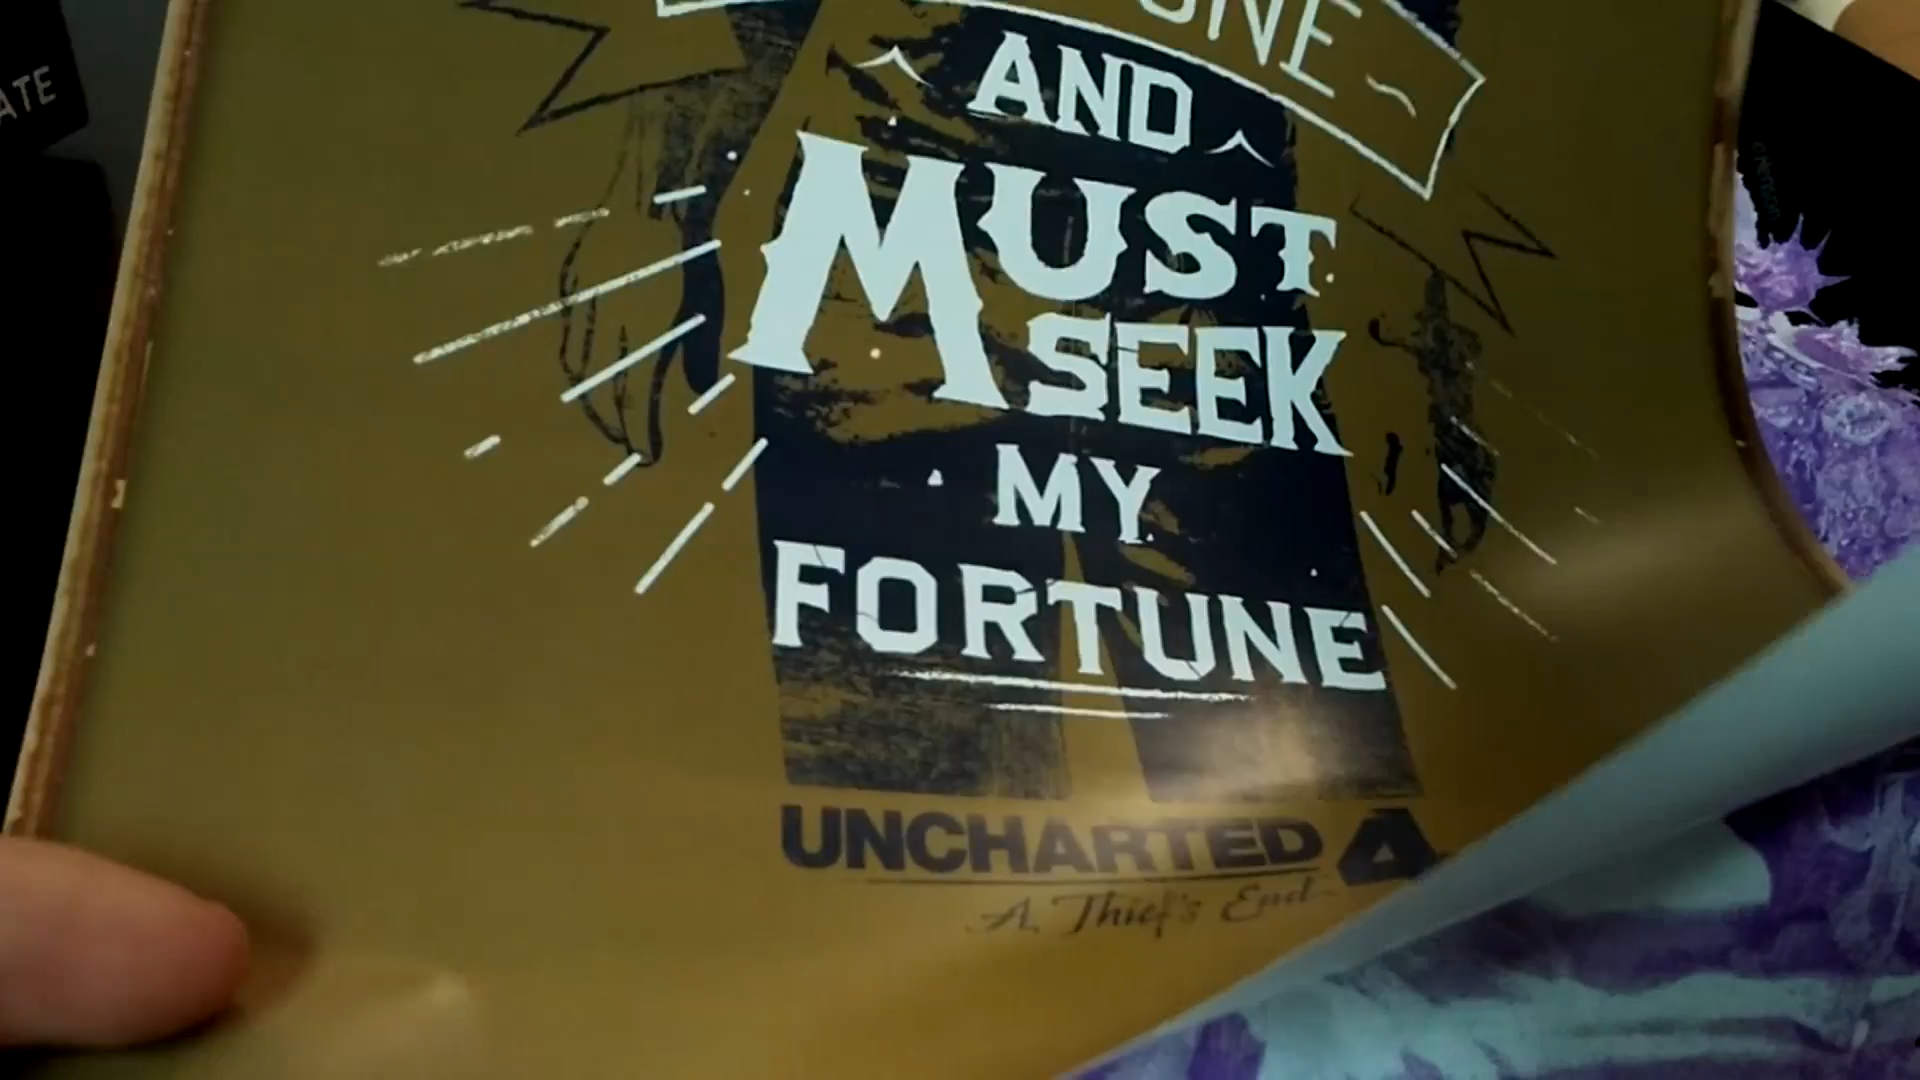 AND
MUST
SEEK
MY
FORTUNE
UNCHARTED 4
A Thief's End